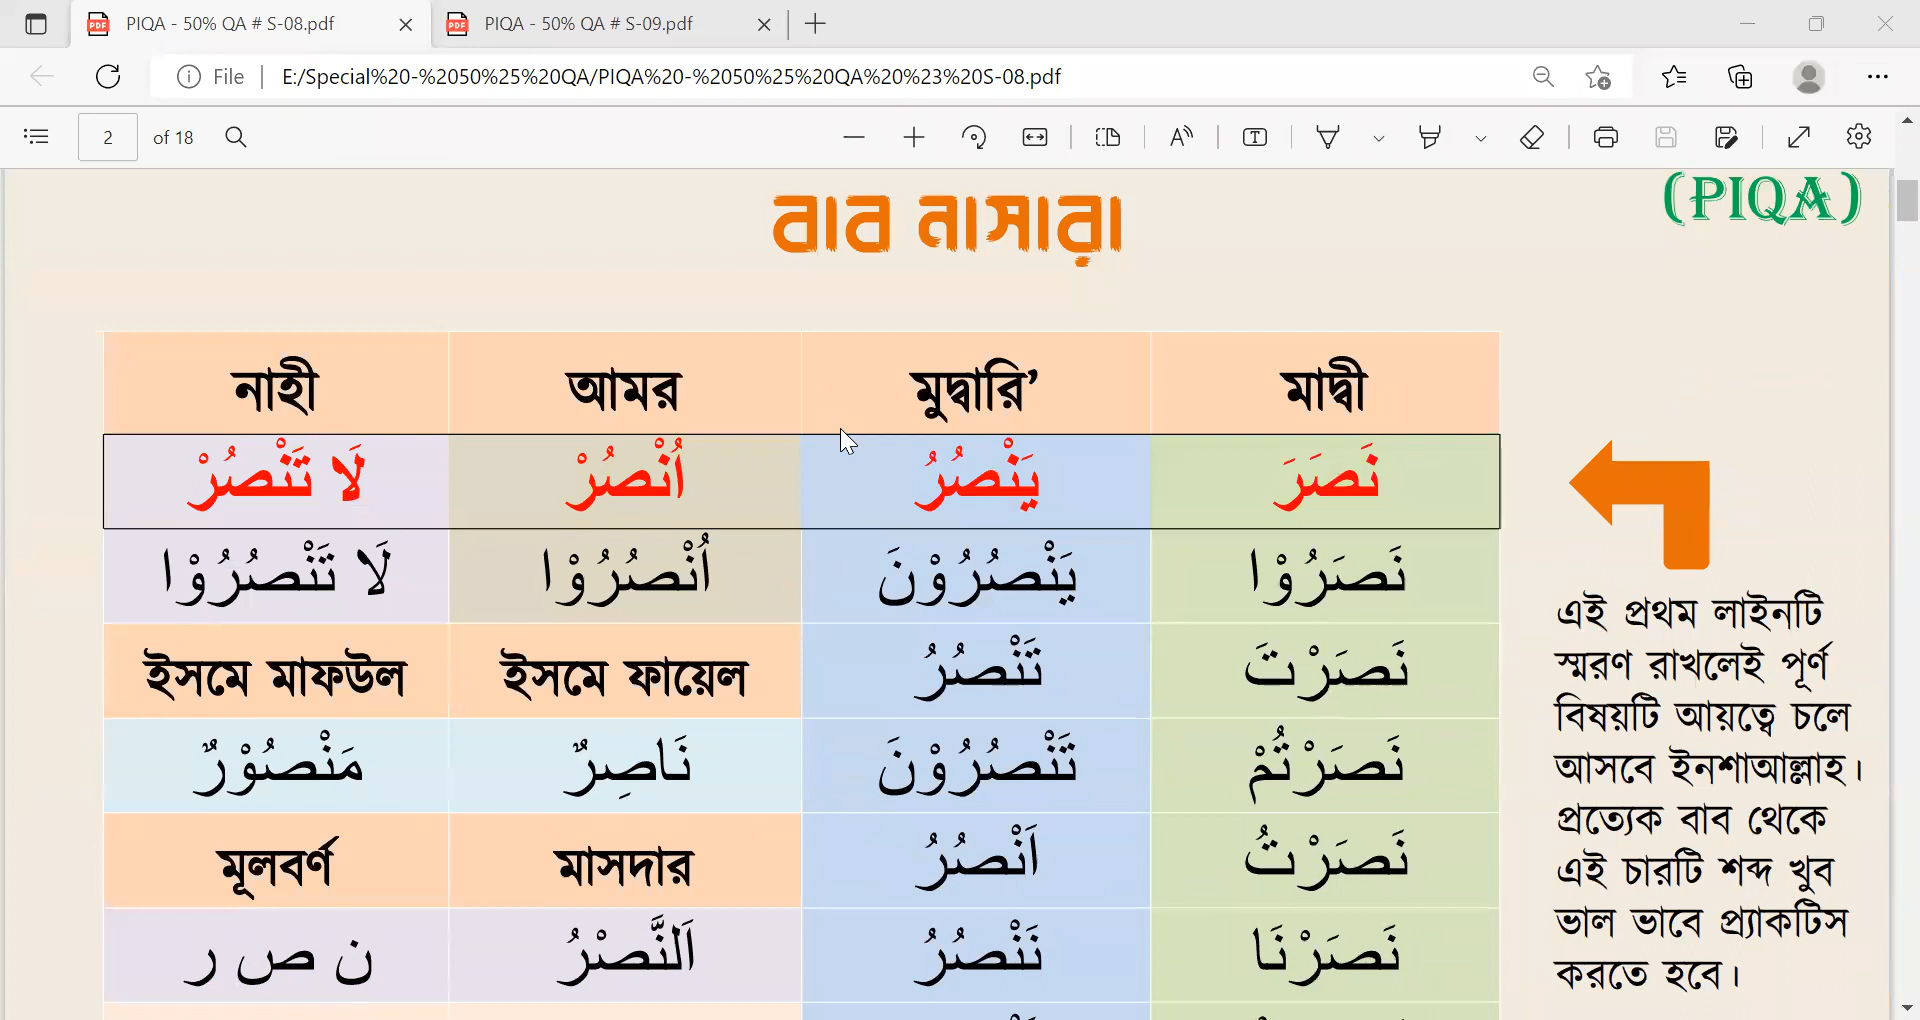 PIQA - 50% QA # S-08.pdf
PIQA - 50% QA # S-09.pdf
File
E:/Special%20-%2050%25%20QA/PIQA%20-%2050%25%20QA%20%23%20S-08.pdf
2 of 18
বাব নাসারা
(PIQA)
নাহী আমর মুদ্বারি’ মাদ্বী
لَا تَنْصُرْ اُنْصُرْ يَنْصُرُ نَصَرَ
لَا تَنْصُرُوْا اُنْصُرُوْا يَنْصُرُوْنَ نَصَرُوْا
ইসমে মাফউল ইসমে ফায়েল تَنْصُرُ نَصَرْتَ
مَنْصُوْرٌ نَاصِرٌ تَنْصُرُوْنَ نَصَرْتُمْ
মূলবর্ণ মাসদার اَنْصُرُ نَصَرْتُ
ن ص ر اَلنَّصْرُ نَنْصُرُ نَصَرْنَا
এই প্রথম লাইনটি
স্মরণ রাখলেই পূর্ণ
বিষয়টি আয়ত্বে চলে
আসবে ইনশাআল্লাহ।
প্রত্যেক বাব থেকে
এই চারটি শব্দ খুব
ভাল ভাবে প্র্যাকটিস
করতে হবে।